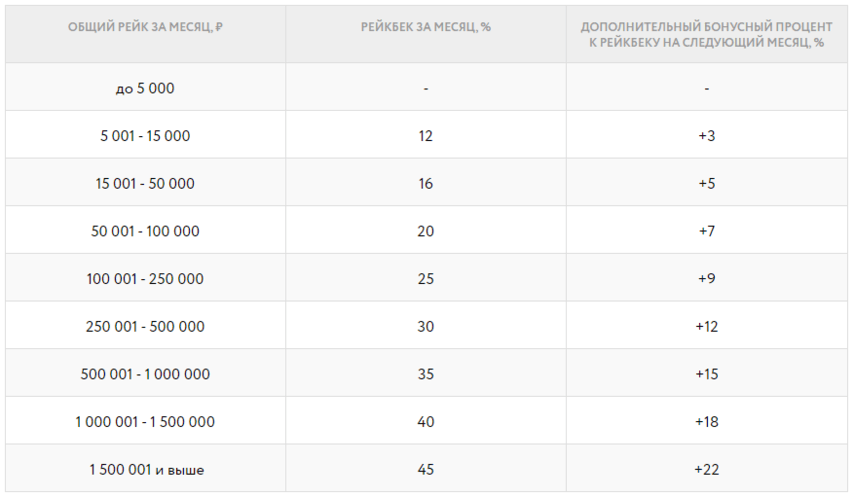 ОБЩИЙ РЕЙК ЗА МЕСЯЦ, ₽
РЕЙКБЕК ЗА МЕСЯЦ, %
ДОПОЛНИТЕЛЬНЫЙ БОНУСНЫЙ ПРОЦЕНТ
К РЕЙКБЕКУ НА СЛЕДУЮЩИЙ МЕСЯЦ, %
до 5 000 - -
5 001 - 15 000 12 +3
15 001 - 50 000 16 +5
50 001 - 100 000 20 +7
100 001 - 250 000 25 +9
250 001 - 500 000 30 +12
500 001 - 1 000 000 35 +15
1 000 001 - 1 500 000 40 +18
1 500 001 и выше 45 +22